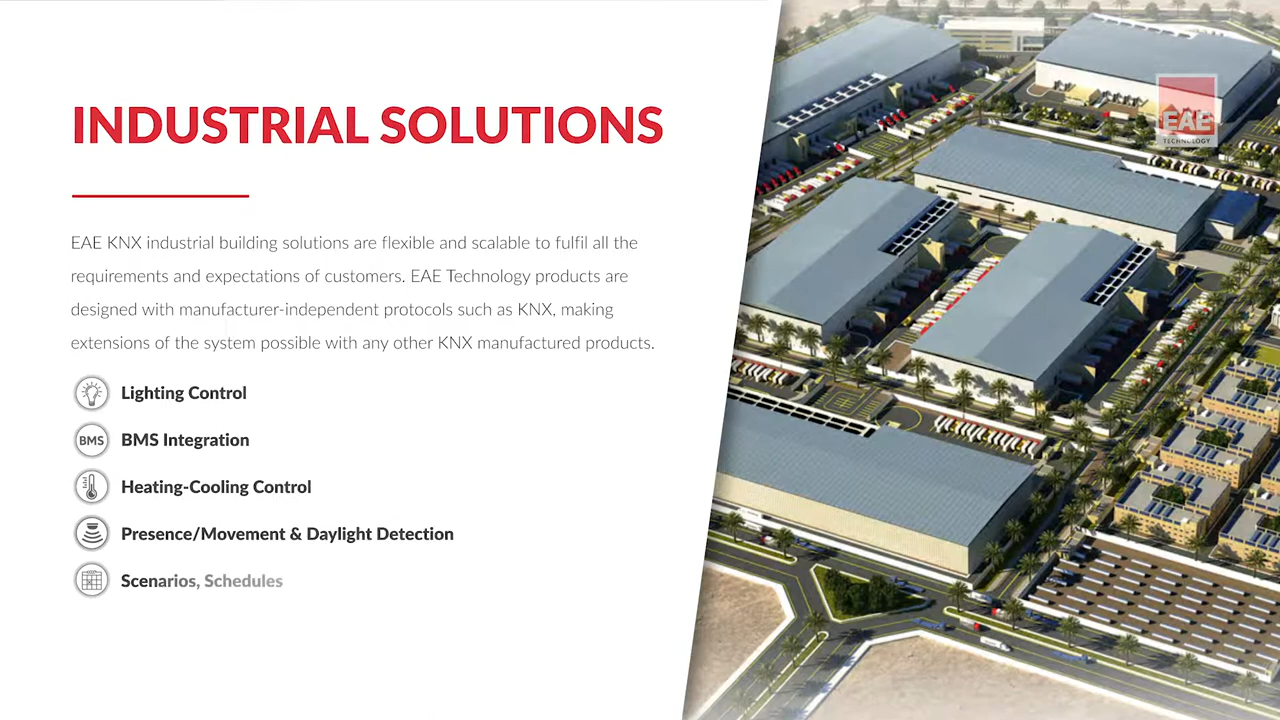 INDUSTRIAL SOLUTIONS
EAE KNX industrial building solutions are flexible and scalable to fulfil all the
requirements and expectations of customers. EAE Technology products are
designed with manufacturer-independent protocols such as KNX, making
extensions of the system possible with any other KNX manufactured products.
Lighting Control
BMS BMS Integration
Heating-Cooling Control
Presence/Movement & Daylight Detection
Scenarios, Schedules
EAE
TECHNOLOGY